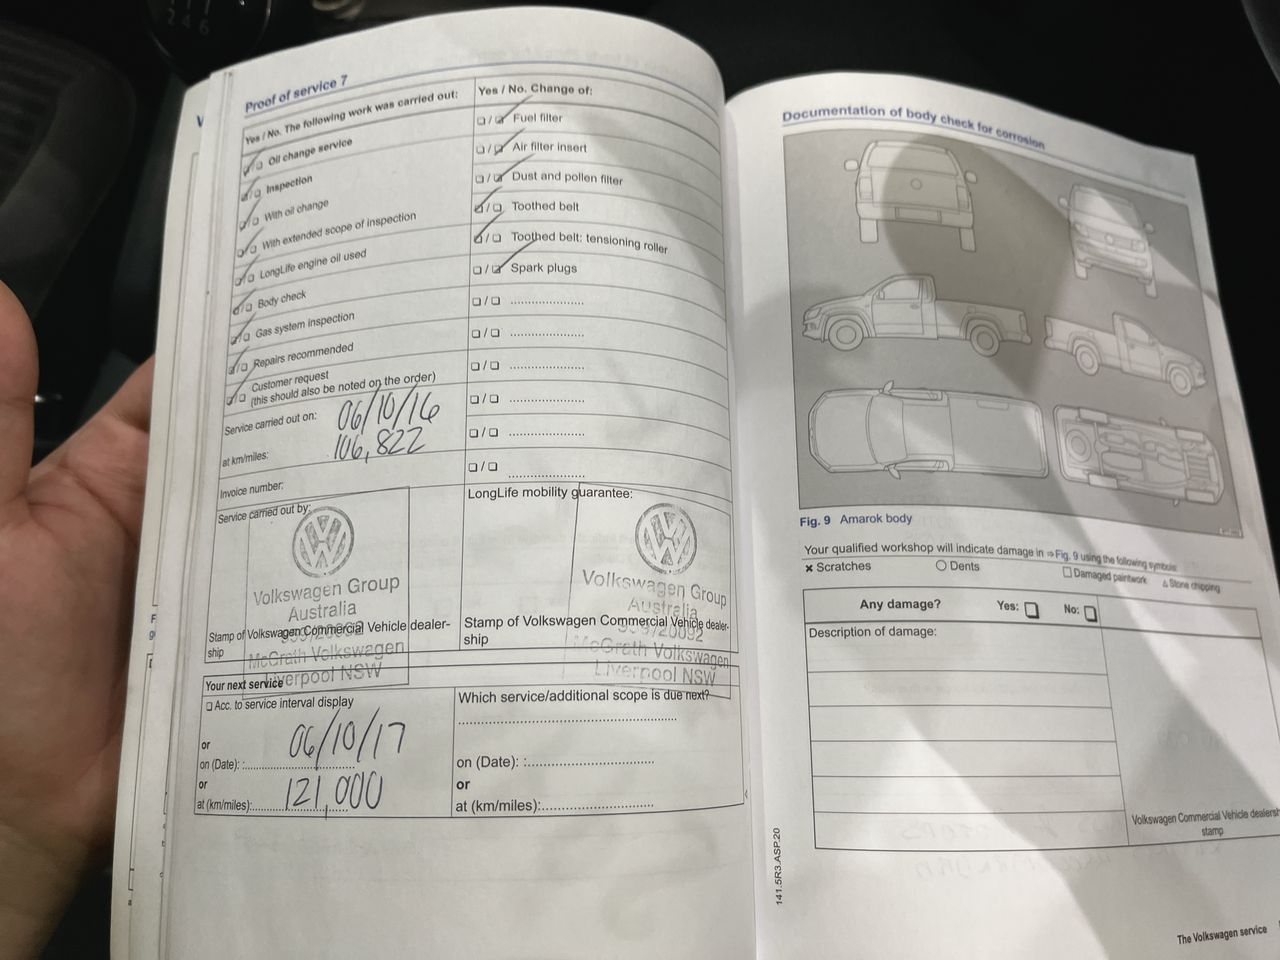 2 4 6
Proof of service 7
Yes / No. The following work was carried out:
Oil change service
Inspection
With oil change
With extended scope of inspection
LongLife engine oil used
Body check
Gas system inspection
Repairs recommended
Customer request
(this should also be noted on the order)
Service carried out on: 06/10/16
at km/miles: 106,822
Invoice number:
Service carried out by:
Volkswagen Group
Australia
Stamp of Volkswagen Commercial Vehicle dealer-
ship
McGrath Volkswagen
Liverpool NSW
Yes / No. Change of:
Fuel filter
Air filter insert
Dust and pollen filter
Toothed belt
Toothed belt: tensioning roller
Spark plugs
LongLife mobility guarantee:
Volkswagen Group
Australia
Stamp of Volkswagen Commercial Vehicle dealer-
ship
McGrath Volkswagen
Liverpool NSW
Your next service
Acc. to service interval display
or
on (Date): 06/10/17
or
at (km/miles): 121,000
Which service/additional scope is due next?
on (Date):
or
at (km/miles):
Documentation of body check for corrosion
Fig. 9 Amarok body
Your qualified workshop will indicate damage in ⇒ Fig. 9 using the following symbols:
× Scratches
○ Dents
□ Damaged paintwork
△ Stone chipping
Any damage? Yes: No:
Description of damage:
Volkswagen Commercial Vehicle dealersh
stamp
141.5R3.ASP.20
The Volkswagen service